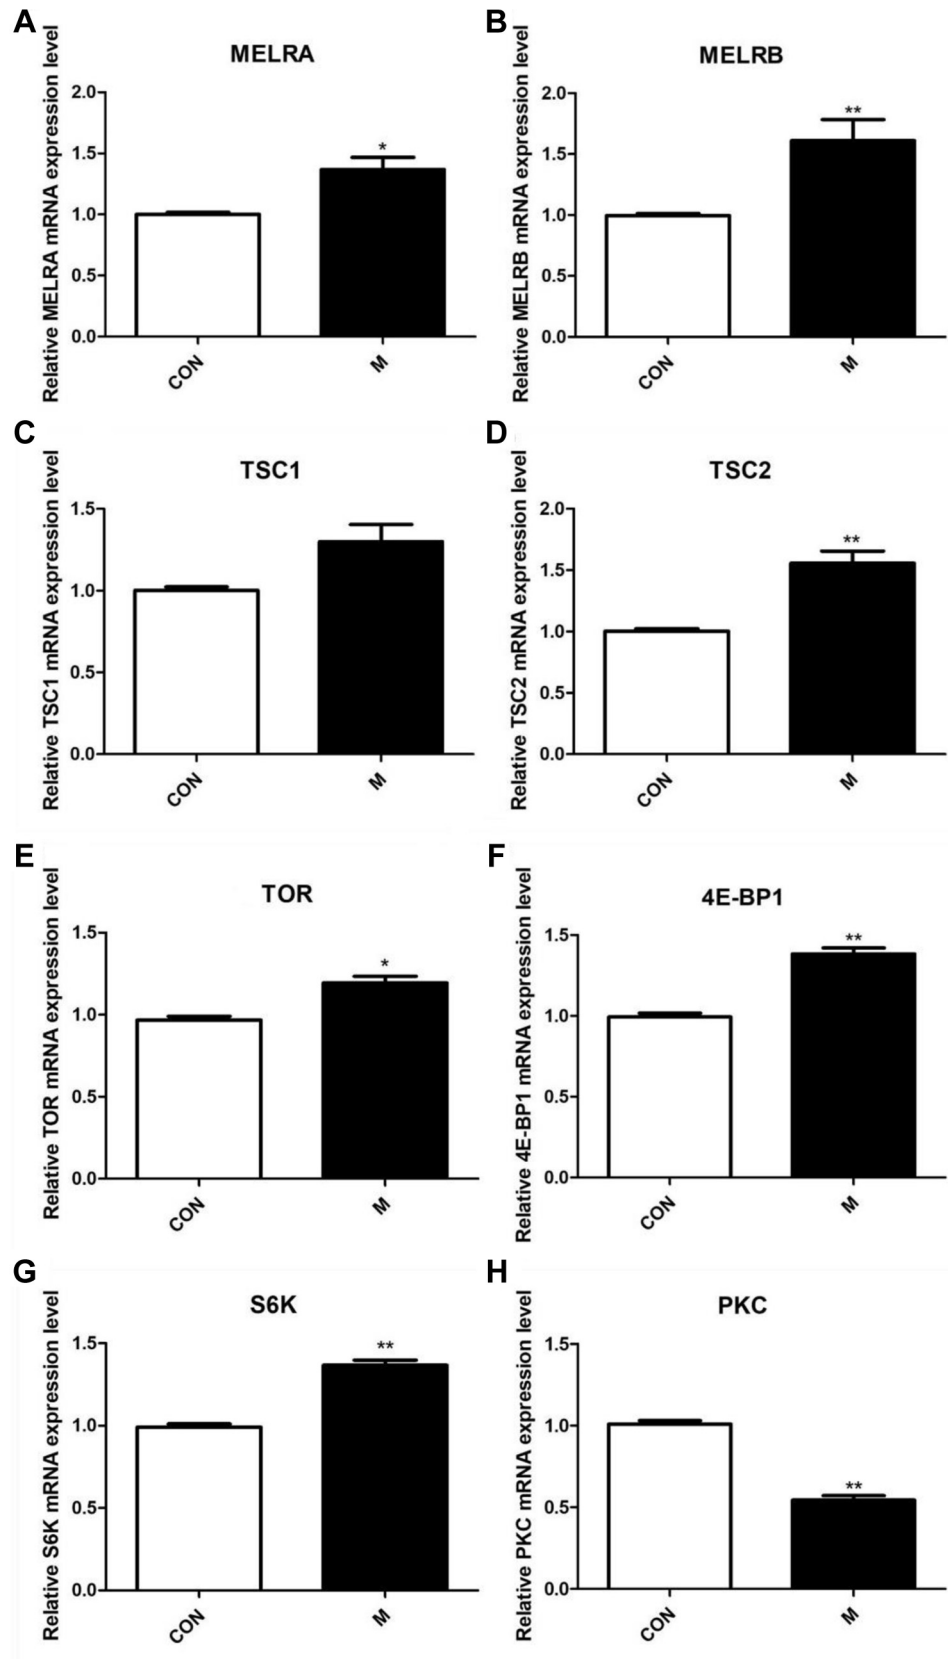 A
MELRA
Relative MELRA mRNA expression level
2.0
1.5
1.0
0.5
0.0
*
CON
M
B
MELRB
Relative MELRB mRNA expression level
2.0
1.5
1.0
0.5
0.0
**
CON
M
C
TSC1
Relative TSC1 mRNA expression level
1.5
1.0
0.5
0.0
CON
M
D
TSC2
Relative TSC2 mRNA expression level
2.0
1.5
1.0
0.5
0.0
**
CON
M
E
TOR
Relative TOR mRNA expression level
1.5
1.0
0.5
0.0
*
CON
M
F
4E-BP1
Relative 4E-BP1 mRNA expression level
1.5
1.0
0.5
0.0
**
CON
M
G
S6K
Relative S6K mRNA expression level
1.5
1.0
0.5
0.0
**
CON
M
H
PKC
Relative PKC mRNA expression level
1.5
1.0
0.5
0.0
**
CON
M